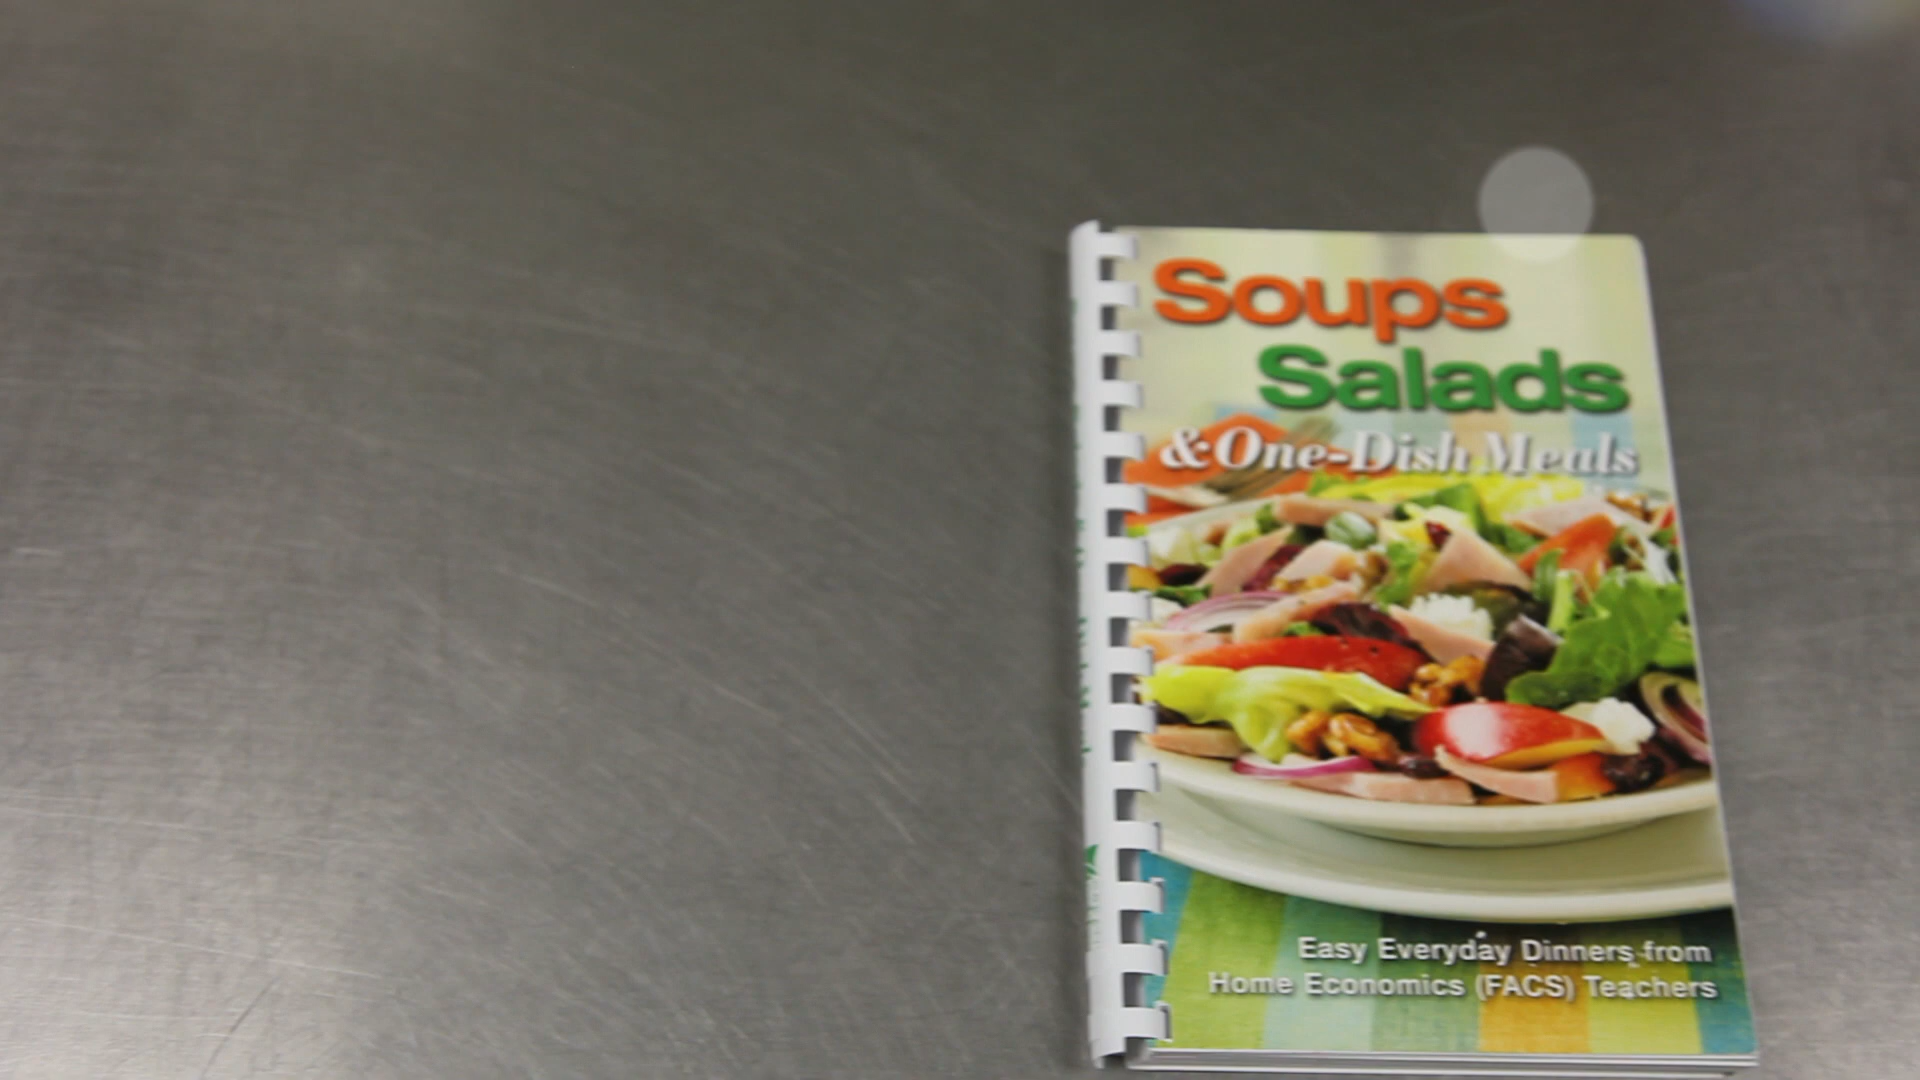 Soups
Salads
& One-Dish Meals
Easy Everyday Dinners from
Home Economics (FACS) Teachers